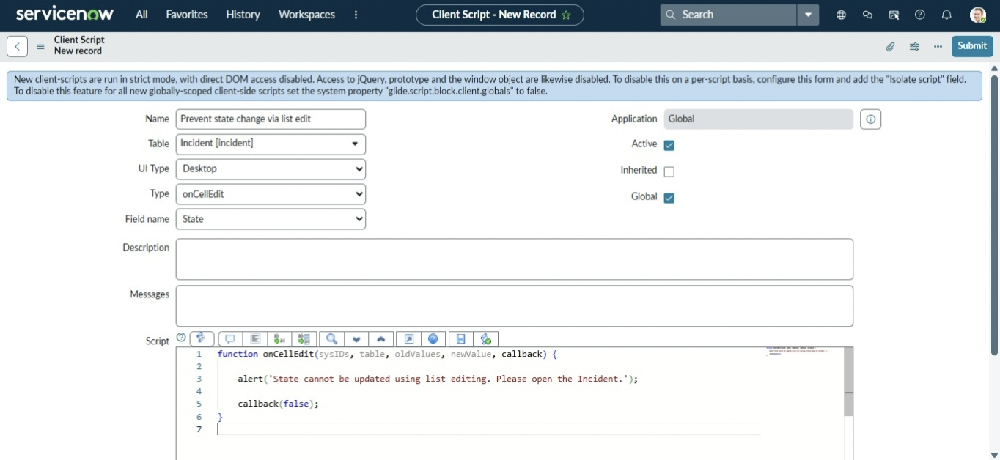 servicenow All Favorites History Workspaces Client Script - New Record Search
Client Script
New record
Submit
New client-scripts are run in strict mode, with direct DOM access disabled. Access to jQuery, prototype and the window object are likewise disabled. To disable this on a per-script basis, configure this form and add the "Isolate script" field.
To disable this feature for all new globally-scoped client-side scripts set the system property "glide.script.block.client.globals" to false.
Name Prevent state change via list edit
Application Global
Table Incident [incident]
Active
UI Type Desktop
Inherited
Type onCellEdit
Global
Field name State
Description
Messages
Script
1 function onCellEdit(sysIDs, table, oldValues, newValue, callback) {
2
3 alert('State cannot be updated using list editing. Please open the Incident.');
4
5 callback(false);
6 }
7